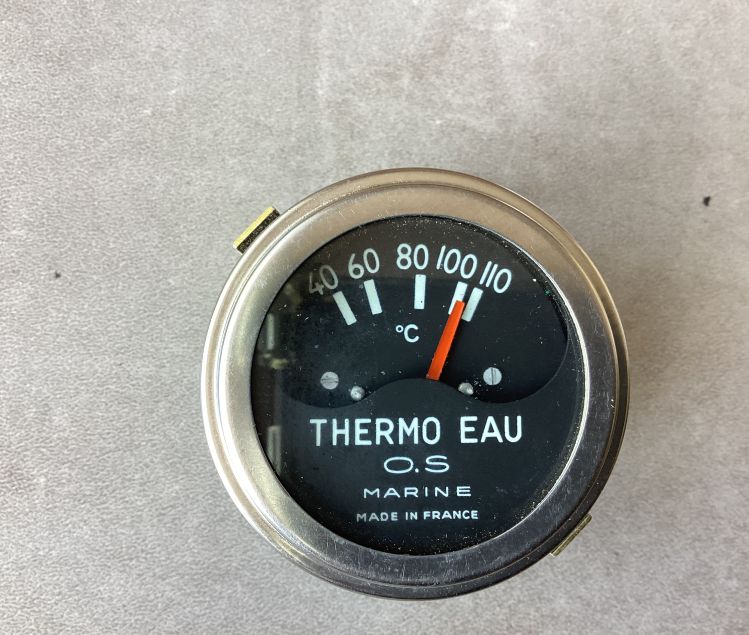 40 60 80 100 110
°C
THERMO EAU
O.S
MARINE
MADE IN FRANCE